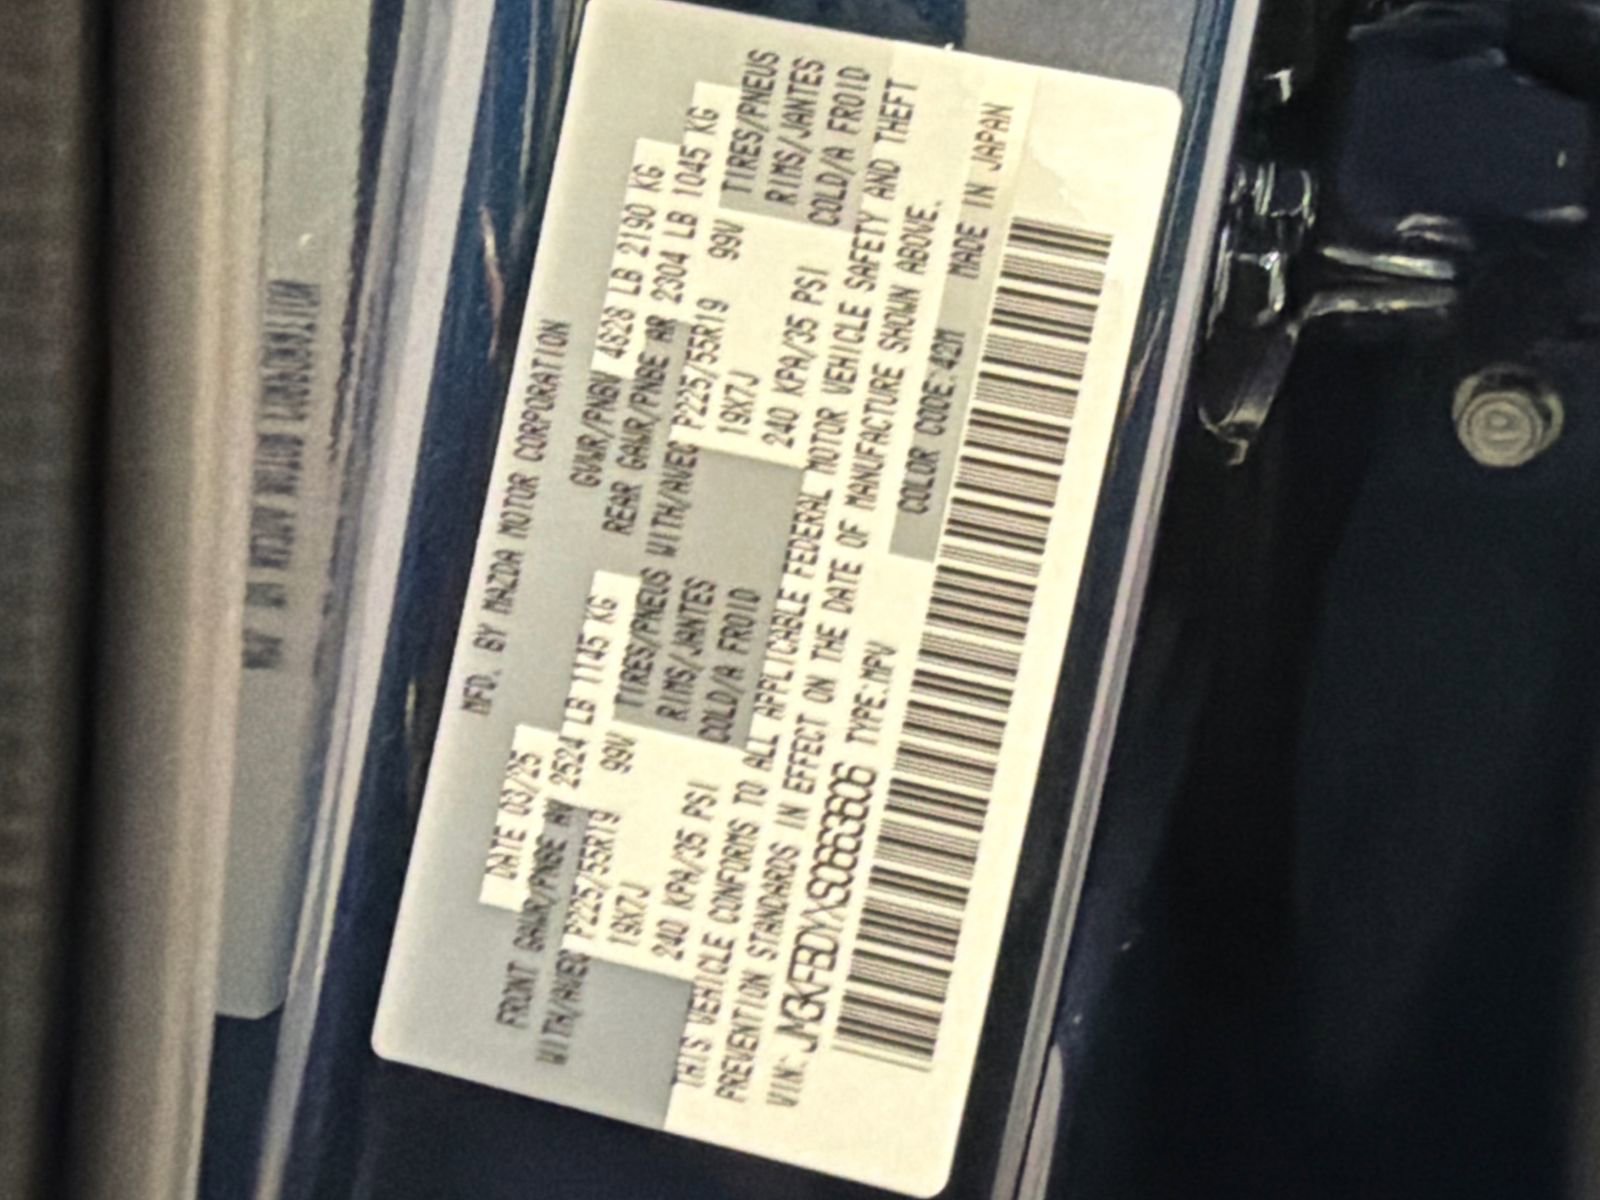 MFD. BY MAZDA MOTOR CORPORATION
DATE 03/25 GVWR/PNBV 4828 LB 2190 KG
FRONT GAWR/PNBE AV 2524 LB 1145 KG REAR GAWR/PNBE AR 2304 LB 1045 KG
WITH/AVEC P225/55R19 99V TIRES/PNEUS WITH/AVEC P225/55R19 99V TIRES/PNEUS
19X7J RIMS/JANTES 19X7J RIMS/JANTES
240 KPA/35 PSI COLD/A FROID 240 KPA/35 PSI COLD/A FROID
THIS VEHICLE CONFORMS TO ALL APPLICABLE FEDERAL MOTOR VEHICLE SAFETY AND THEFT
PREVENTION STANDARDS IN EFFECT ON THE DATE OF MANUFACTURE SHOWN ABOVE.
VIN: JM3KFBDYXS0663606 TYPE:MPV COLOR CODE:42M MADE IN JAPAN